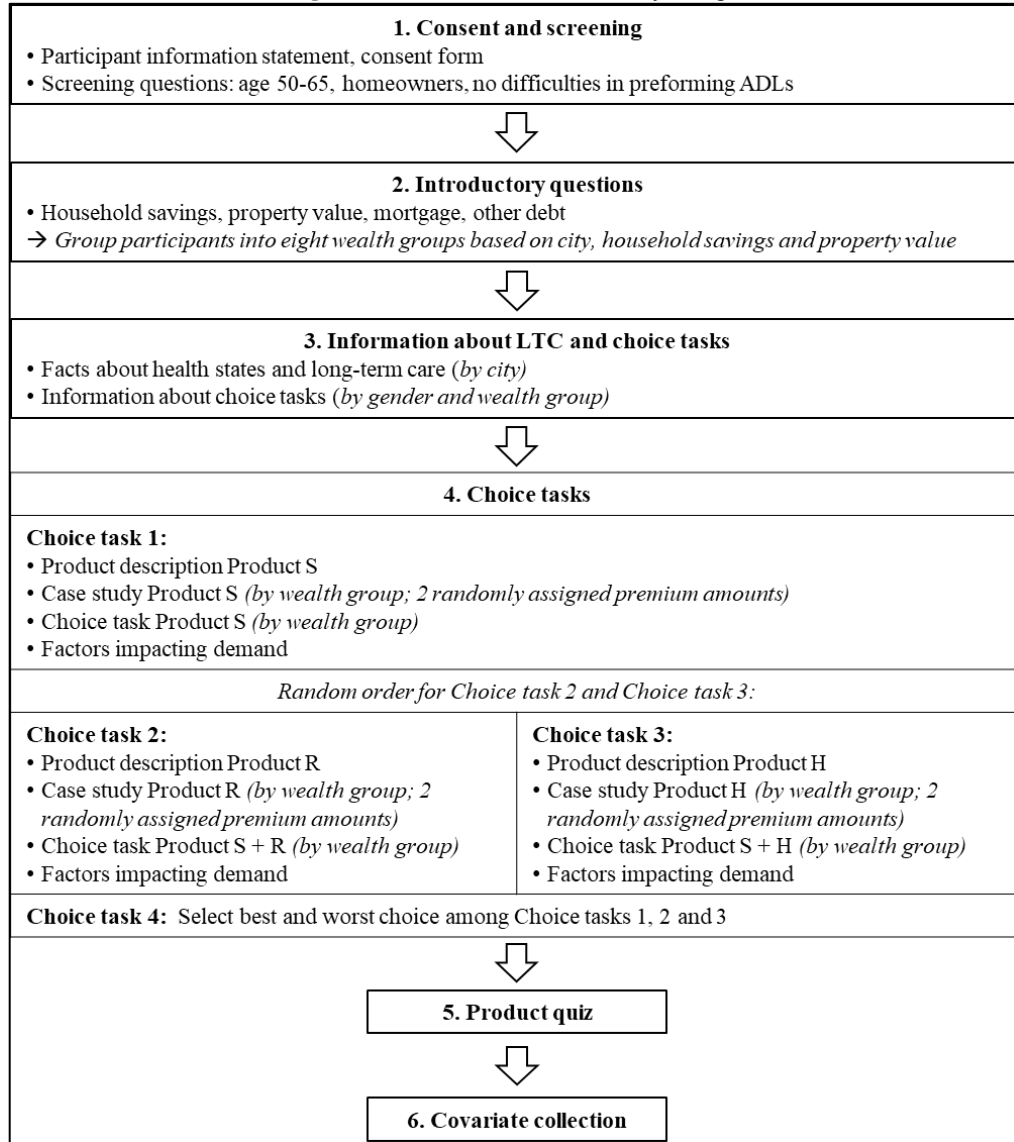 1. Consent and screening
• Participant information statement, consent form
• Screening questions: age 50-65, homeowners, no difficulties in preforming ADLs
2. Introductory questions
• Household savings, property value, mortgage, other debt
→ Group participants into eight wealth groups based on city, household savings and property value
3. Information about LTC and choice tasks
• Facts about health states and long-term care (by city)
• Information about choice tasks (by gender and wealth group)
4. Choice tasks
Choice task 1:
• Product description Product S
• Case study Product S (by wealth group; 2 randomly assigned premium amounts)
• Choice task Product S (by wealth group)
• Factors impacting demand
Random order for Choice task 2 and Choice task 3:
Choice task 2:
• Product description Product R
• Case study Product R (by wealth group; 2
randomly assigned premium amounts)
• Choice task Product S + R (by wealth group)
• Factors impacting demand
Choice task 3:
• Product description Product H
• Case study Product H (by wealth group; 2
randomly assigned premium amounts)
• Choice task Product S + H (by wealth group)
• Factors impacting demand
Choice task 4: Select best and worst choice among Choice tasks 1, 2 and 3
5. Product quiz
6. Covariate collection